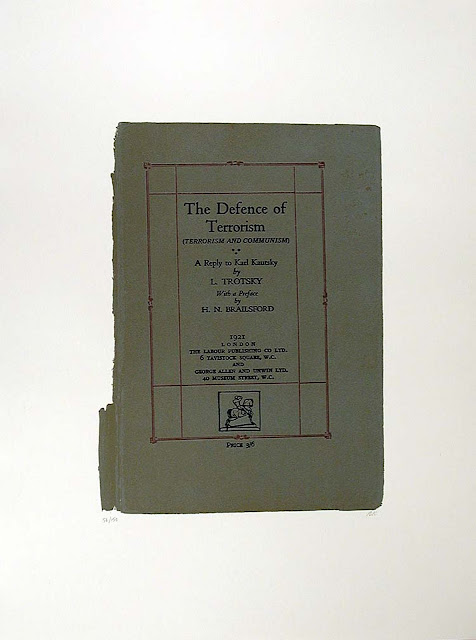 The Defence of
Terrorism
(TERRORISM AND COMMUNISM)
A Reply to Karl Kautsky
by
L. TROTSKY
With a Preface
by
H. N. BRAILSFORD
1921
LONDON
THE LABOUR PUBLISHING CO LTD.
6 TAVISTOCK SQUARE, W.C.
AND
GEORGE ALLEN AND UNWIN LTD.
40 MUSEUM STREET, W.C.
PRICE 3/6